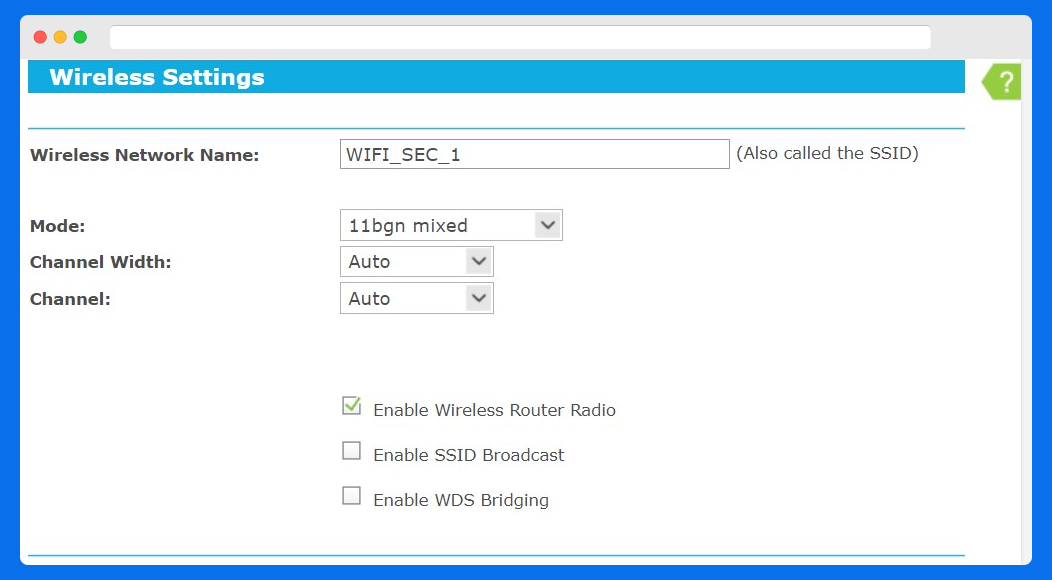 Wireless Settings
?
Wireless Network Name: WIFI_SEC_1 (Also called the SSID)
Mode: 11bgn mixed
Channel Width: Auto
Channel: Auto
Enable Wireless Router Radio
Enable SSID Broadcast
Enable WDS Bridging